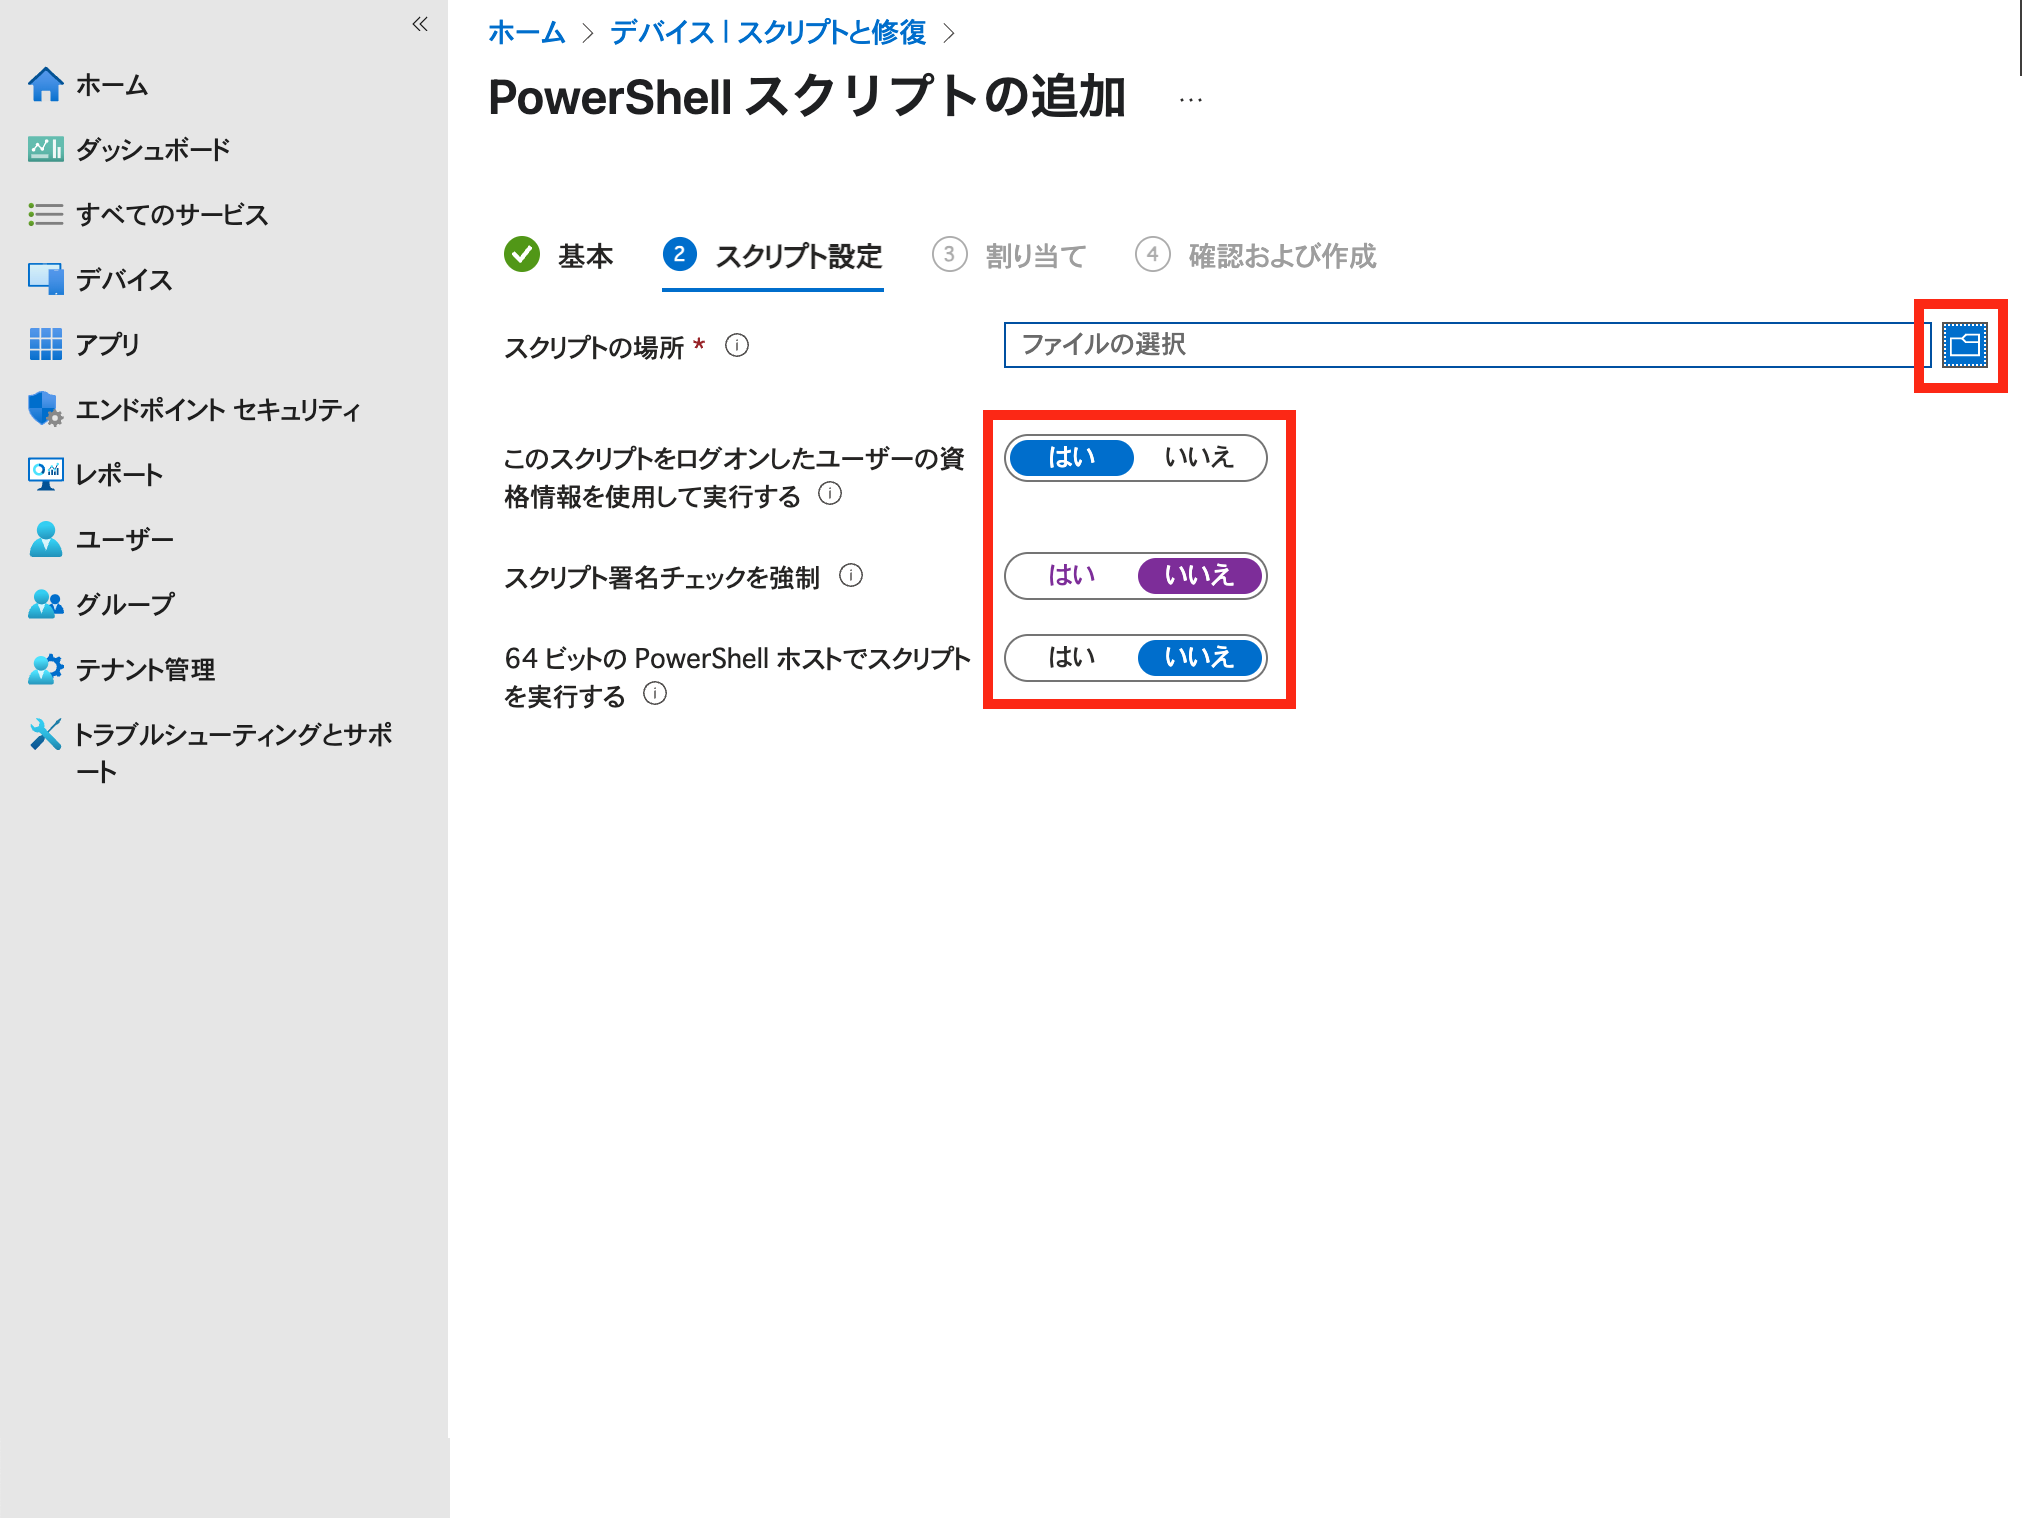 «
ホーム
ダッシュボード
すべてのサービス
デバイス
アプリ
エンドポイント セキュリティ
レポート
ユーザー
グループ
テナント管理
トラブルシューティングとサポ
ート
ホーム > デバイス | スクリプトと修復 >
PowerShell スクリプトの追加 …
基本 2 スクリプト設定 3 割り当て 4 確認および作成
スクリプトの場所 * ファイルの選択
このスクリプトをログオンしたユーザーの資
格情報を使用して実行する
はい いいえ
スクリプト署名チェックを強制
はい いいえ
64 ビットの PowerShell ホストでスクリプト
を実行する
はい いいえ